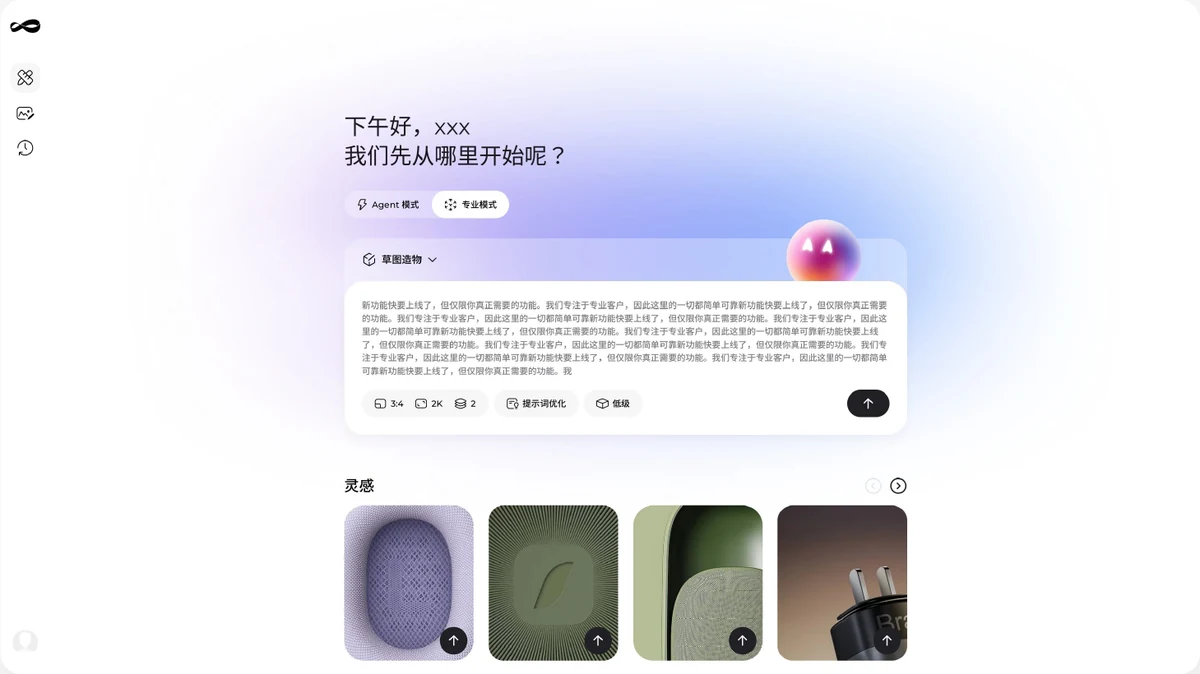 下午好，xxx
我们先从哪里开始呢？
Agent 模式
专业模式
草图造物
新功能快要上线了，但仅限你真正需要的功能。我们专注于专业客户，因此这里的一切都简单可靠新功能快要上线了，但仅限你真正需要
的功能。我们专注于专业客户，因此这里的一切都简单可靠新功能快要上线了，但仅限你真正需要的功能。我们专注于专业客户，因此这
里的一切都简单可靠新功能快要上线了，但仅限你真正需要的功能。我们专注于专业客户，因此这里的一切都简单可靠新功能快要上线
了，但仅限你真正需要的功能。我们专注于专业客户，因此这里的一切都简单可靠新功能快要上线了，但仅限你真正需要的功能。我们专
注于专业客户，因此这里的一切都简单可靠新功能快要上线了，但仅限你真正需要的功能。我们专注于专业客户，因此这里的一切都简单
可靠新功能快要上线了，但仅限你真正需要的功能。我
3:4 2K 2 提示词优化 低级
灵感
Bra